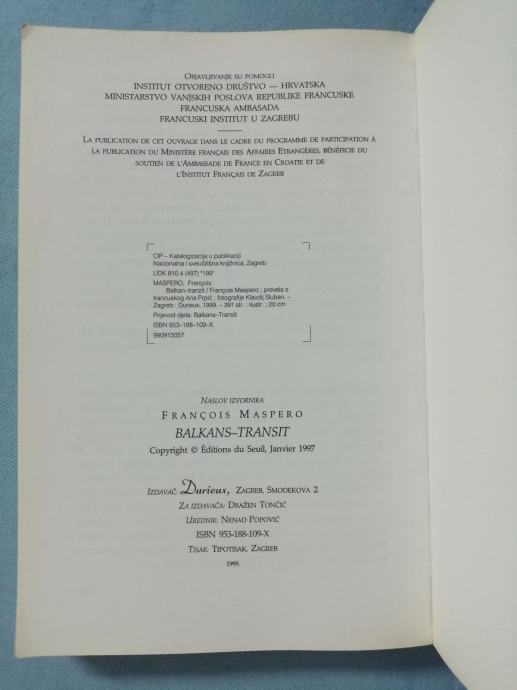 OBJAVLJIVANJE SU POMOGLI
INSTITUT OTVORENO DRUŠTVO — HRVATSKA
MINISTARSTVO VANJSKIH POSLOVA REPUBLIKE FRANCUSKE
FRANCUSKA AMBASADA
FRANCUSKI INSTITUT U ZAGREBU
LA PUBLICATION DE CET OUVRAGE DANS LE CADRE DU PROGRAMME DE PARTICIPATION À
LA PUBLICATION DU MINISTÈRE FRANÇAIS DES AFFAIRES ETRANGÈRES, BÉNÉFICIE DU
SOUTIEN DE L'AMBASSADE DE FRANCE EN CROATIE ET DE
L'INSTITUT FRANÇAIS DE ZAGREB
CIP – Katalogizacija u publikaciji
Nacionalna i sveučilišna knjižnica, Zagreb
UDK 910.4 (497) "199"
MASPERO, François
Balkan–tranzit / François Maspero ; prevela s
francuskog Ana Prpić ; fotografije Klavdij Sluban. –
Zagreb : Durieux, 1999. – 391 str. : ilustr. ; 20 cm
Prijevod djela: Balkans–Transit
ISBN 953–188–109–X
990915057
NASLOV IZVORNIKA
FRANÇOIS MASPERO
BALKANS–TRANSIT
Copyright © Éditions du Seuil, Janvier 1997
IZDAVAČ: Durieux, ZAGREB, SMODEKOVA 2
ZA IZDAVAČA: DRAŽEN TONČIĆ
UREDNIK: NENAD POPOVIĆ
ISBN 953-188-109-X
TISAK: TIPOTISAK, ZAGREB
1999.